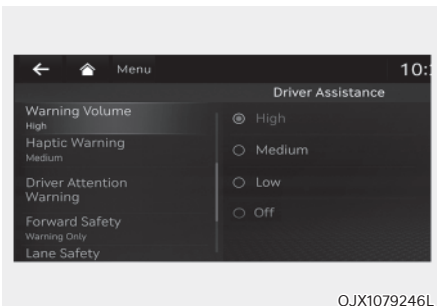 Menu
10:
Driver Assistance
Warning Volume
High
Haptic Warning
Medium
Driver Attention
Warning
Forward Safety
Warning Only
Lane Safety
High
Medium
Low
Off
OJX1079246L